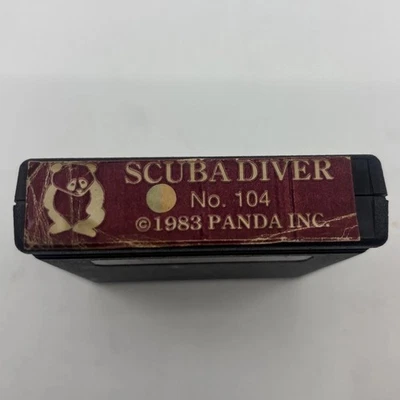 SCUBA DIVER
No. 104
©1983 PANDA INC.